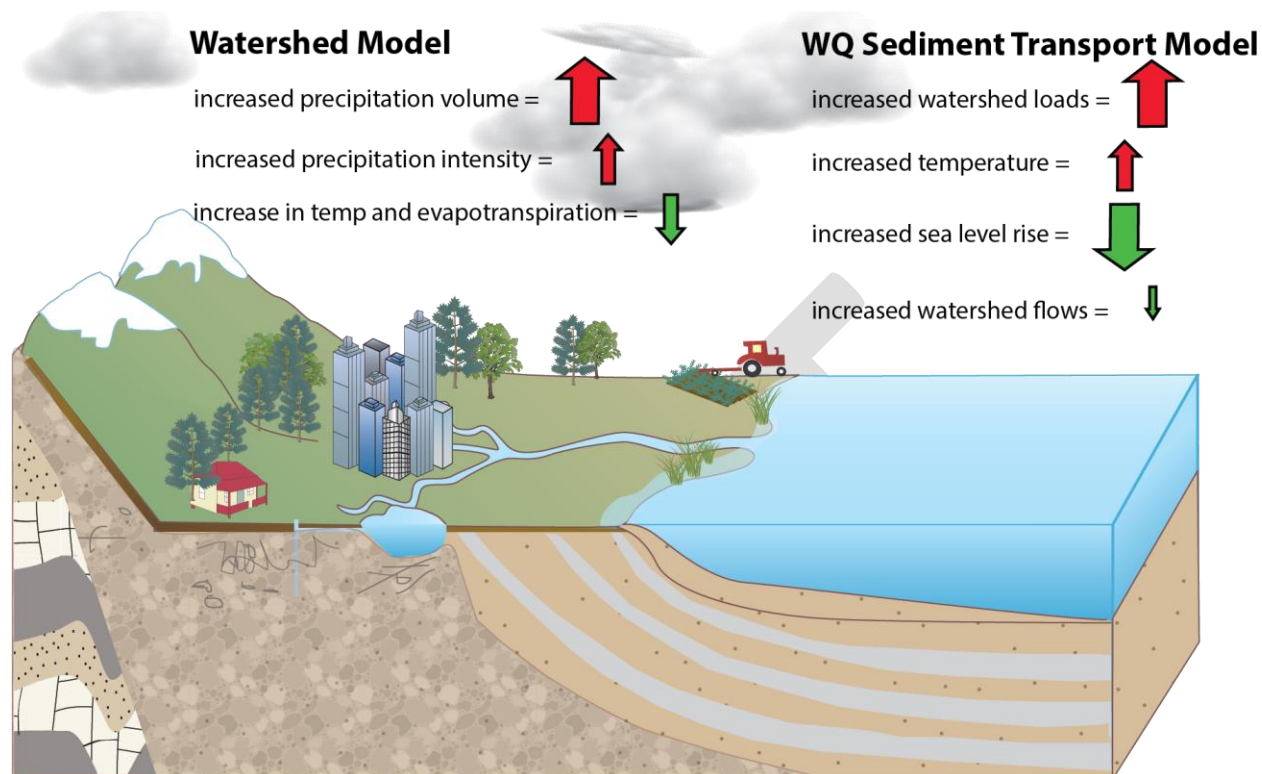 Watershed Model
increased precipitation volume =
increased precipitation intensity =
increase in temp and evapotranspiration =
WQ Sediment Transport Model
increased watershed loads =
increased temperature =
increased sea level rise =
increased watershed flows =